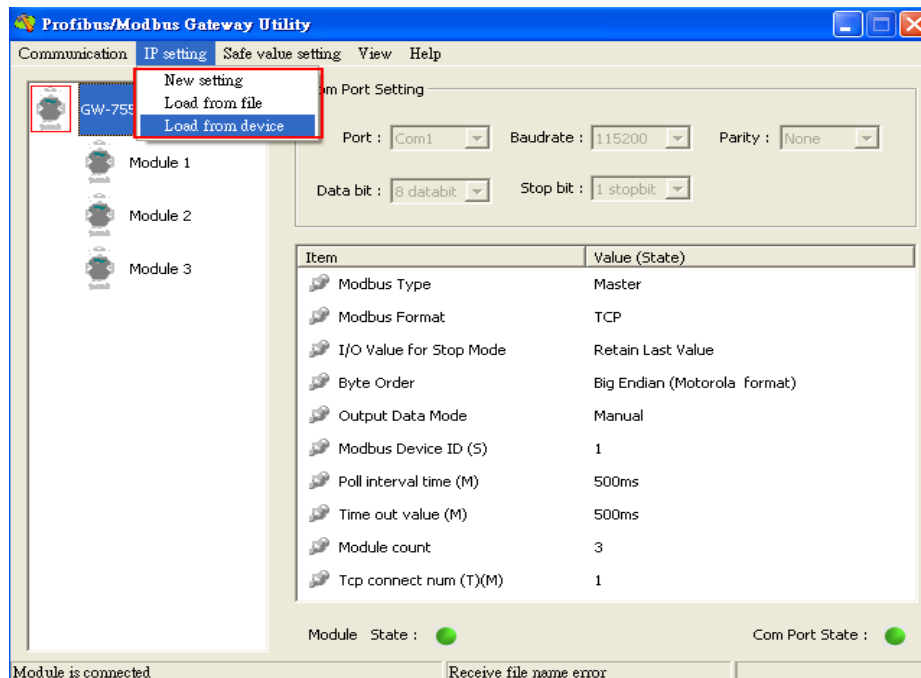 Profibus/Modbus Gateway Utility
Communication IP setting Safe value setting View Help
New setting
Load from file
Load from device
GW-755
Module 1
Module 2
Module 3
om Port Setting
Port : Com1 Baudrate : 115200 Parity : None
Data bit : 8 databit Stop bit : 1 stopbit
Item Value (State)
Modbus Type Master
Modbus Format TCP
I/O Value for Stop Mode Retain Last Value
Byte Order Big Endian (Motorola format)
Output Data Mode Manual
Modbus Device ID (S) 1
Poll interval time (M) 500ms
Time out value (M) 500ms
Module count 3
Tcp connect num (T)(M) 1
Module State : Com Port State :
Module is connected Receive file name error